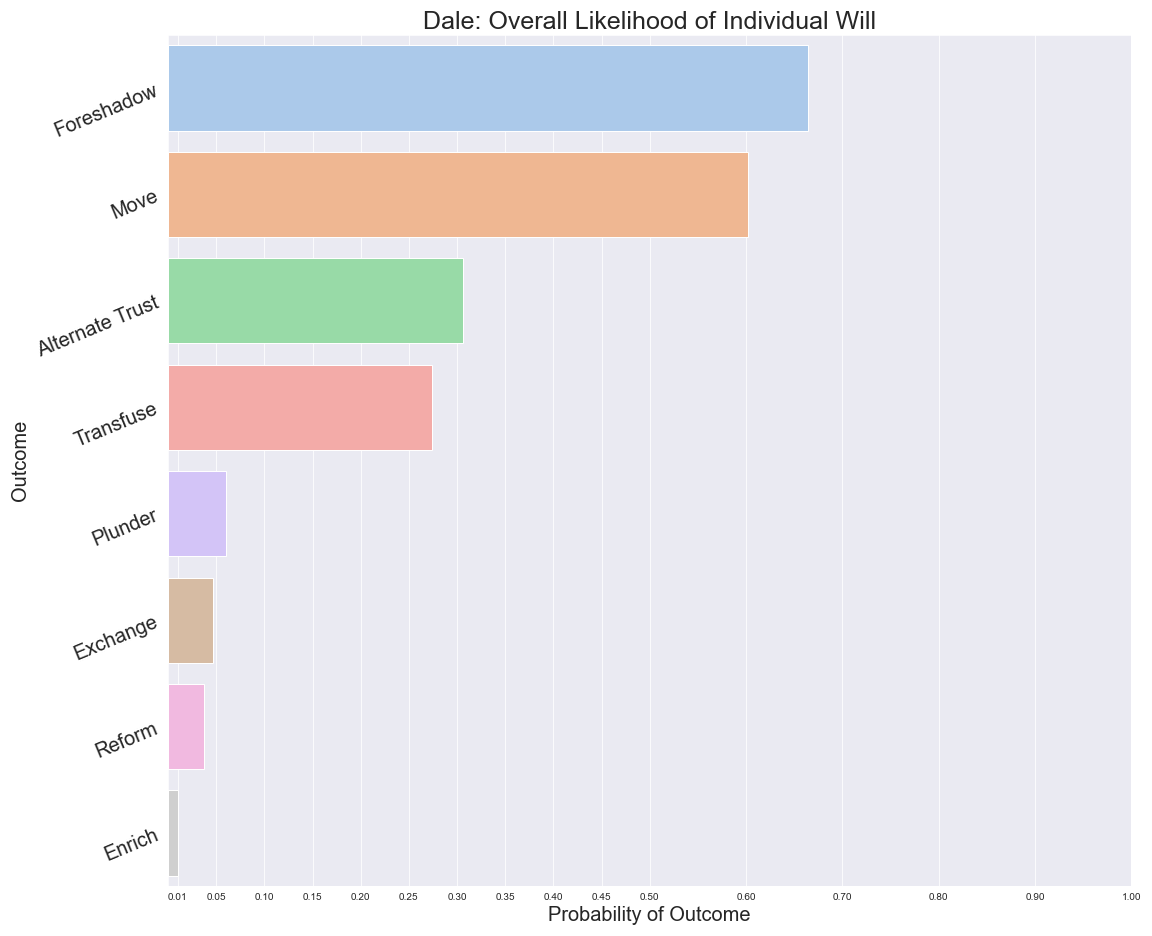 Dale: Overall Likelihood of Individual Will
Foreshadow
Move
Alternate Trust
Transfuse
Plunder
Exchange
Reform
Enrich
Outcome
0.01 0.05 0.10 0.15 0.20 0.25 0.30 0.35 0.40 0.45 0.50 0.60 0.70 0.80 0.90 1.00
Probability of Outcome